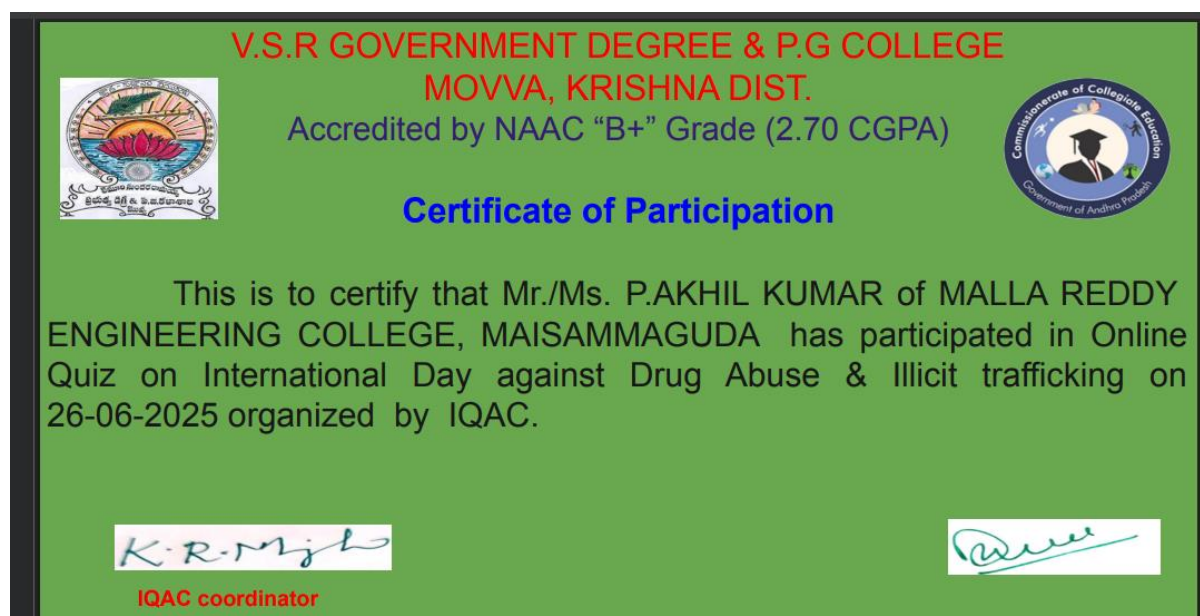 V.S.R GOVERNMENT DEGREE & P.G COLLEGE
MOVVA, KRISHNA DIST.
Accredited by NAAC “B+” Grade (2.70 CGPA)
Commissionerate of Collegiate Education
Government of Andhra Pradesh
Certificate of Participation
This is to certify that Mr./Ms. P.AKHIL KUMAR of MALLA REDDY
ENGINEERING COLLEGE, MAISAMMAGUDA has participated in Online
Quiz on International Day against Drug Abuse & Illicit trafficking on
26-06-2025 organized by IQAC.
IQAC coordinator